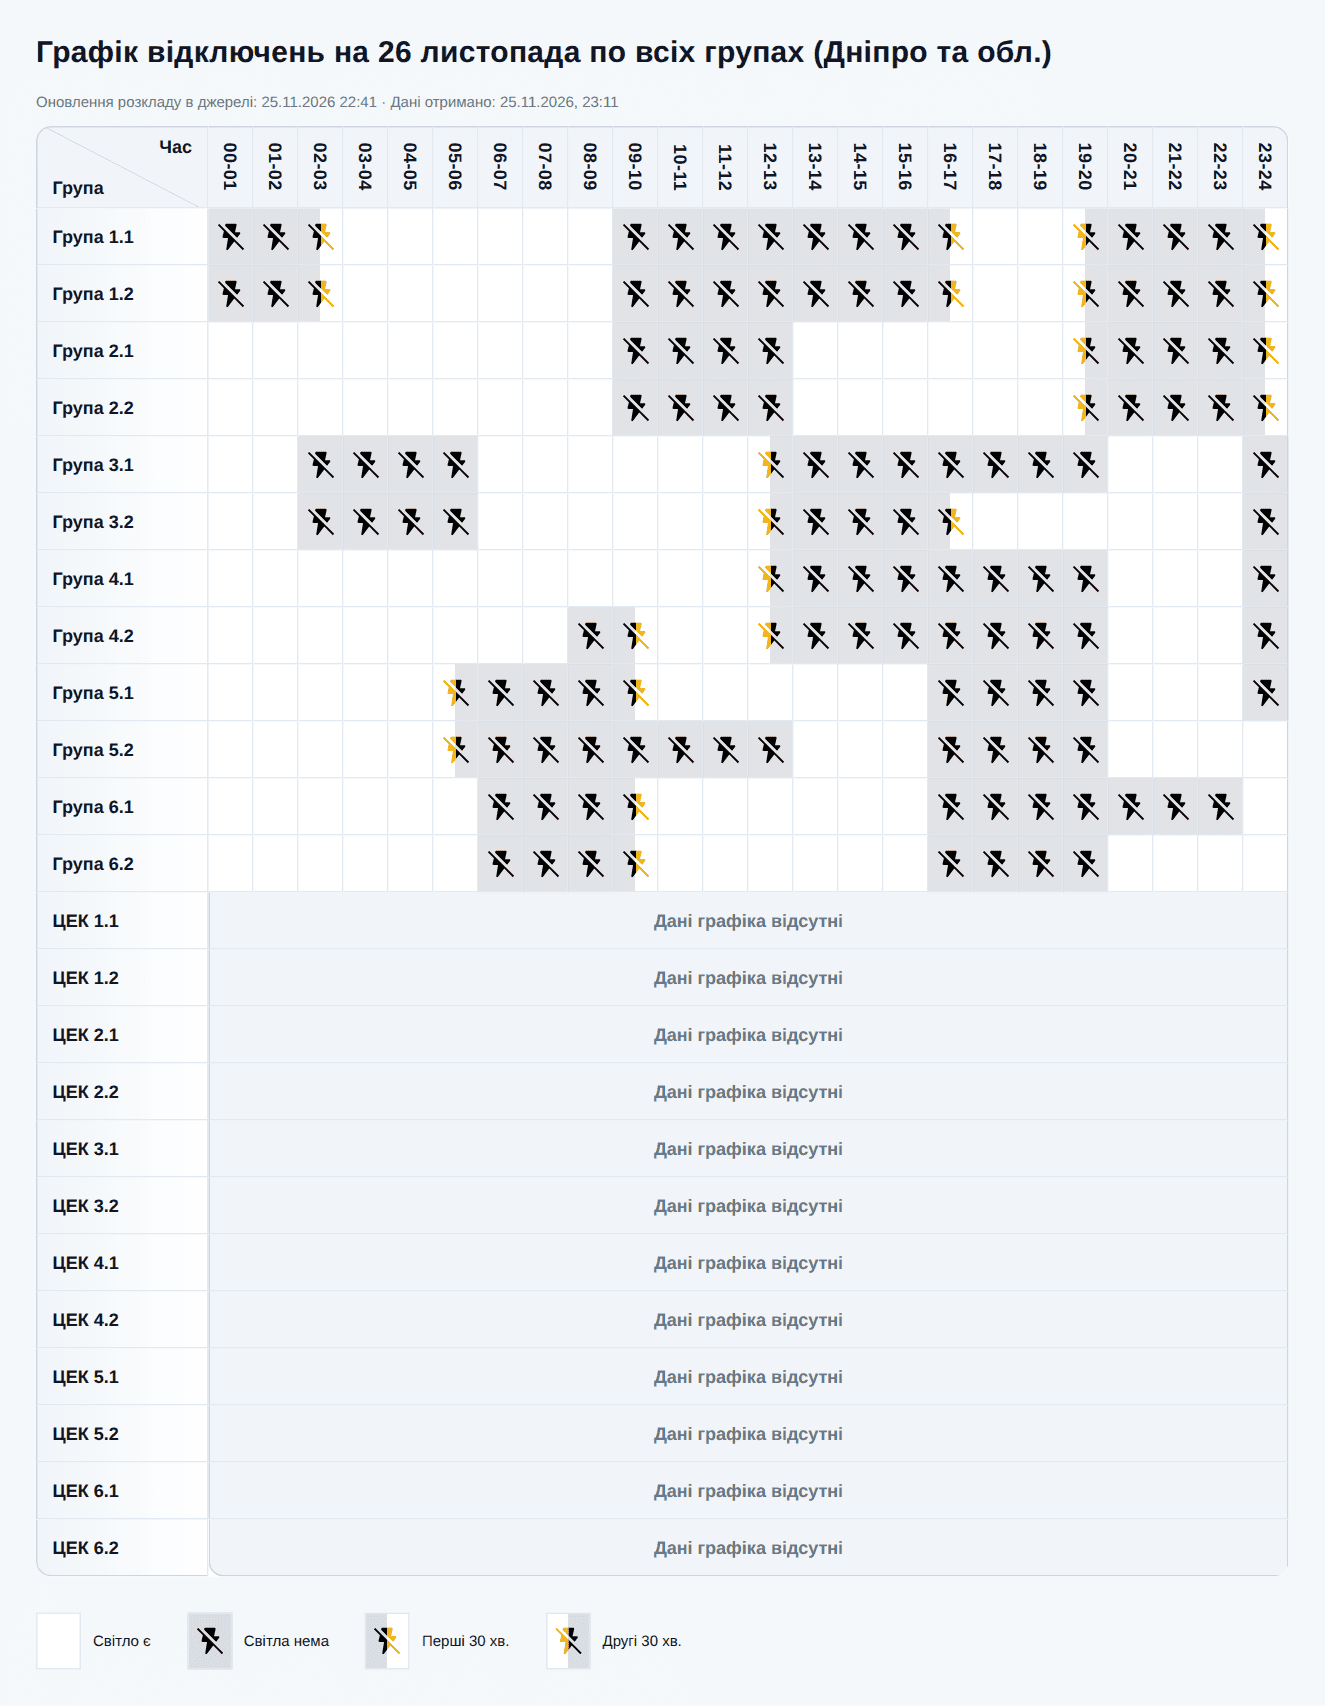 Графік відключень на 26 листопада по всіх групах (Дніпро та обл.)
Оновлення розкладу в джерелі: 25.11.2026 22:41 · Дані отримано: 25.11.2026, 23:11
Час
Група
00-01 01-02 02-03 03-04 04-05 05-06 06-07 07-08 08-09 09-10 10-11 11-12 12-13 13-14 14-15 15-16 16-17 17-18 18-19 19-20 20-21 21-22 22-23 23-24
Група 1.1
Група 1.2
Група 2.1
Група 2.2
Група 3.1
Група 3.2
Група 4.1
Група 4.2
Група 5.1
Група 5.2
Група 6.1
Група 6.2
ЦЕК 1.1 Дані графіка відсутні
ЦЕК 1.2 Дані графіка відсутні
ЦЕК 2.1 Дані графіка відсутні
ЦЕК 2.2 Дані графіка відсутні
ЦЕК 3.1 Дані графіка відсутні
ЦЕК 3.2 Дані графіка відсутні
ЦЕК 4.1 Дані графіка відсутні
ЦЕК 4.2 Дані графіка відсутні
ЦЕК 5.1 Дані графіка відсутні
ЦЕК 5.2 Дані графіка відсутні
ЦЕК 6.1 Дані графіка відсутні
ЦЕК 6.2 Дані графіка відсутні
Світло є Світла нема Перші 30 хв. Другі 30 хв.